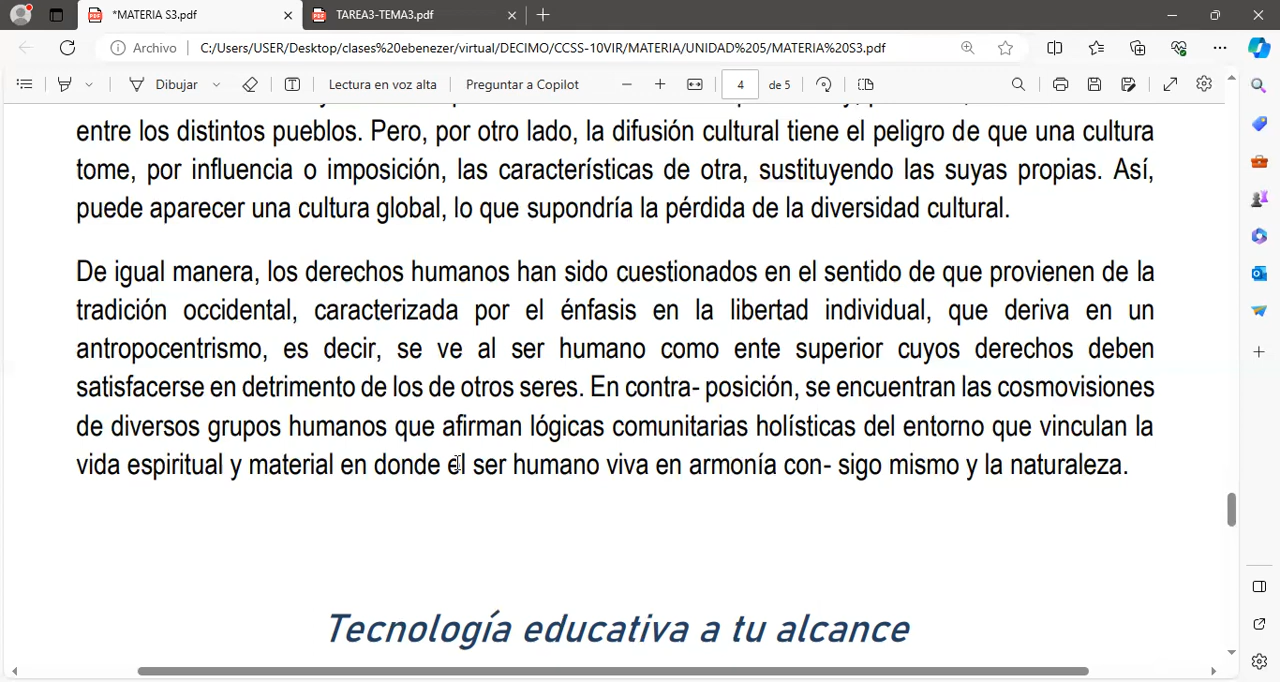 *MATERIA S3.pdf
TAREA3-TEMA3.pdf
Archivo
C:/Users/USER/Desktop/clases%20ebenezer/virtual/DECIMO/CCSS-10VIR/MATERIA/UNIDAD%205/MATERIA%20S3.pdf
Dibujar
Lectura en voz alta
Preguntar a Copilot
4
de 5
entre los distintos pueblos. Pero, por otro lado, la difusión cultural tiene el peligro de que una cultura
tome, por influencia o imposición, las características de otra, sustituyendo las suyas propias. Así,
puede aparecer una cultura global, lo que supondría la pérdida de la diversidad cultural.
De igual manera, los derechos humanos han sido cuestionados en el sentido de que provienen de la
tradición occidental, caracterizada por el énfasis en la libertad individual, que deriva en un
antropocentrismo, es decir, se ve al ser humano como ente superior cuyos derechos deben
satisfacerse en detrimento de los de otros seres. En contra- posición, se encuentran las cosmovisiones
de diversos grupos humanos que afirman lógicas comunitarias holísticas del entorno que vinculan la
vida espiritual y material en donde el ser humano viva en armonía con- sigo mismo y la naturaleza.
Tecnología educativa a tu alcance